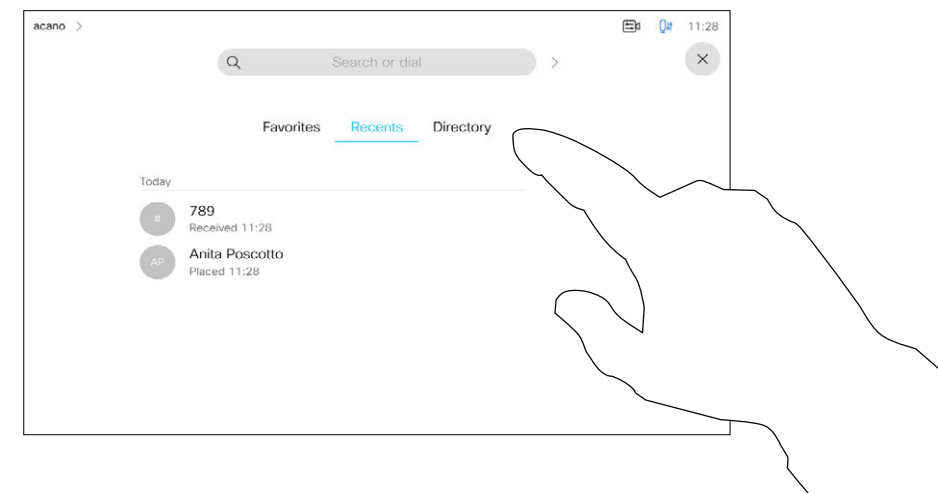 acano
11:28
Search or dial
Favorites Recents Directory
Today
#
789
Received 11:28
AP
Anita Poscotto
Placed 11:28